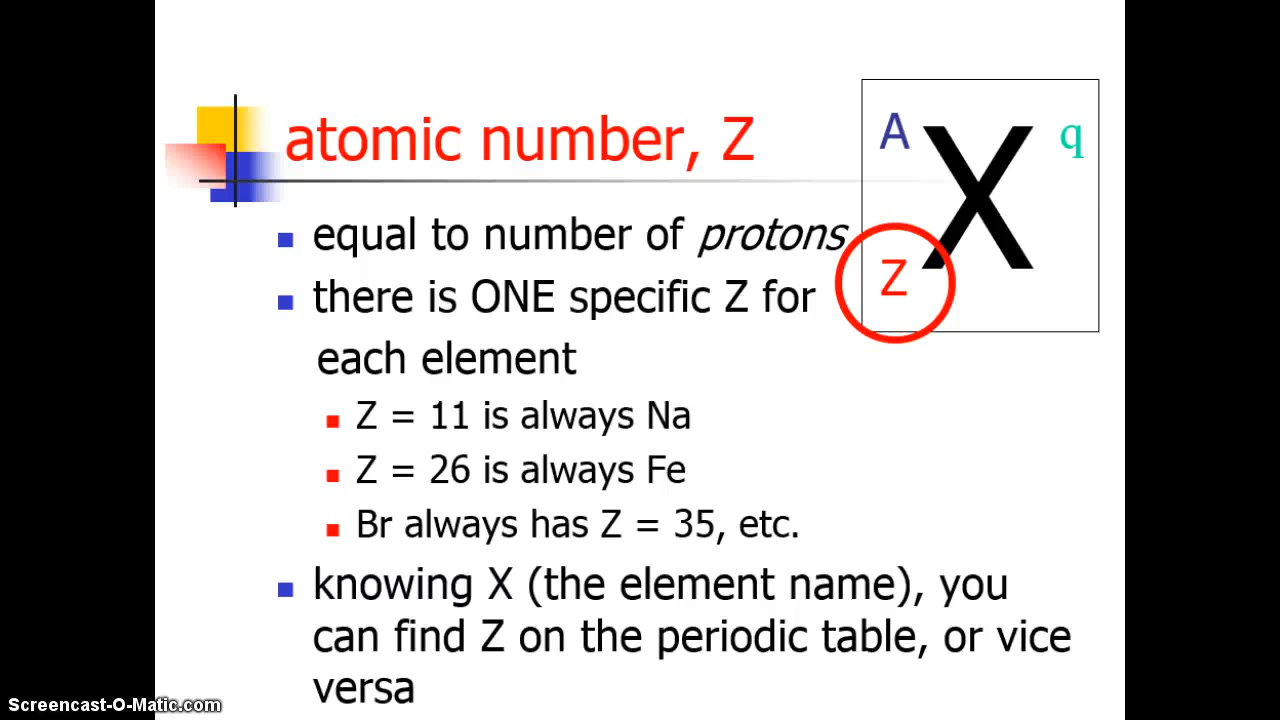 atomic number, Z
A X q
Z
equal to number of protons
there is ONE specific Z for
each element
Z = 11 is always Na
Z = 26 is always Fe
Br always has Z = 35, etc.
knowing X (the element name), you
can find Z on the periodic table, or vice
versa
Screencast-O-Matic.com